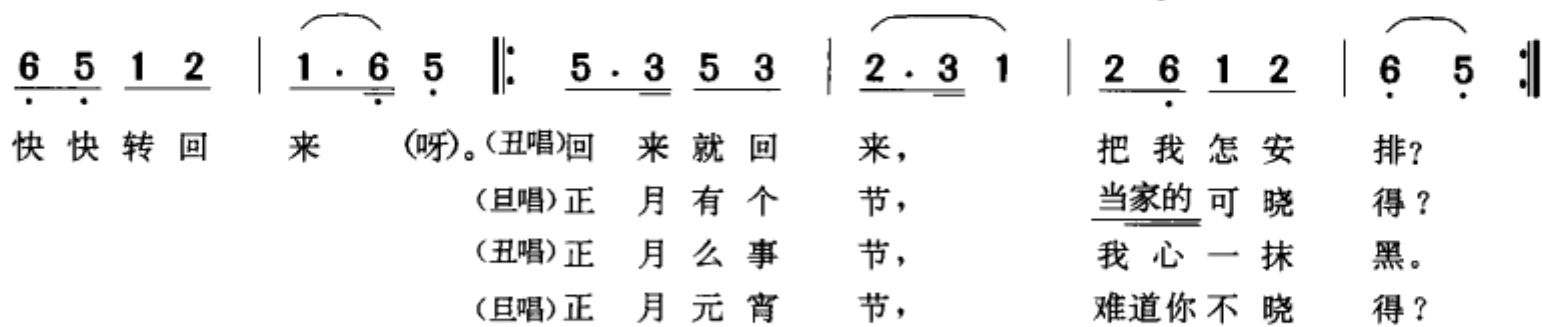 6 5 1 2 | 1 · 6 5 ‖: 5 · 3 5 3 | 2 · 3 1 | 2 6 1 2 | 6 5 :‖
快快转回 来 (呀)。(丑唱)回来就回 来, 把我怎安 排?
(旦唱)正月有个 节, 当家的可晓 得?
(丑唱)正月么事 节, 我心一抹 黑。
(旦唱)正月元宵 节, 难道你不晓 得?